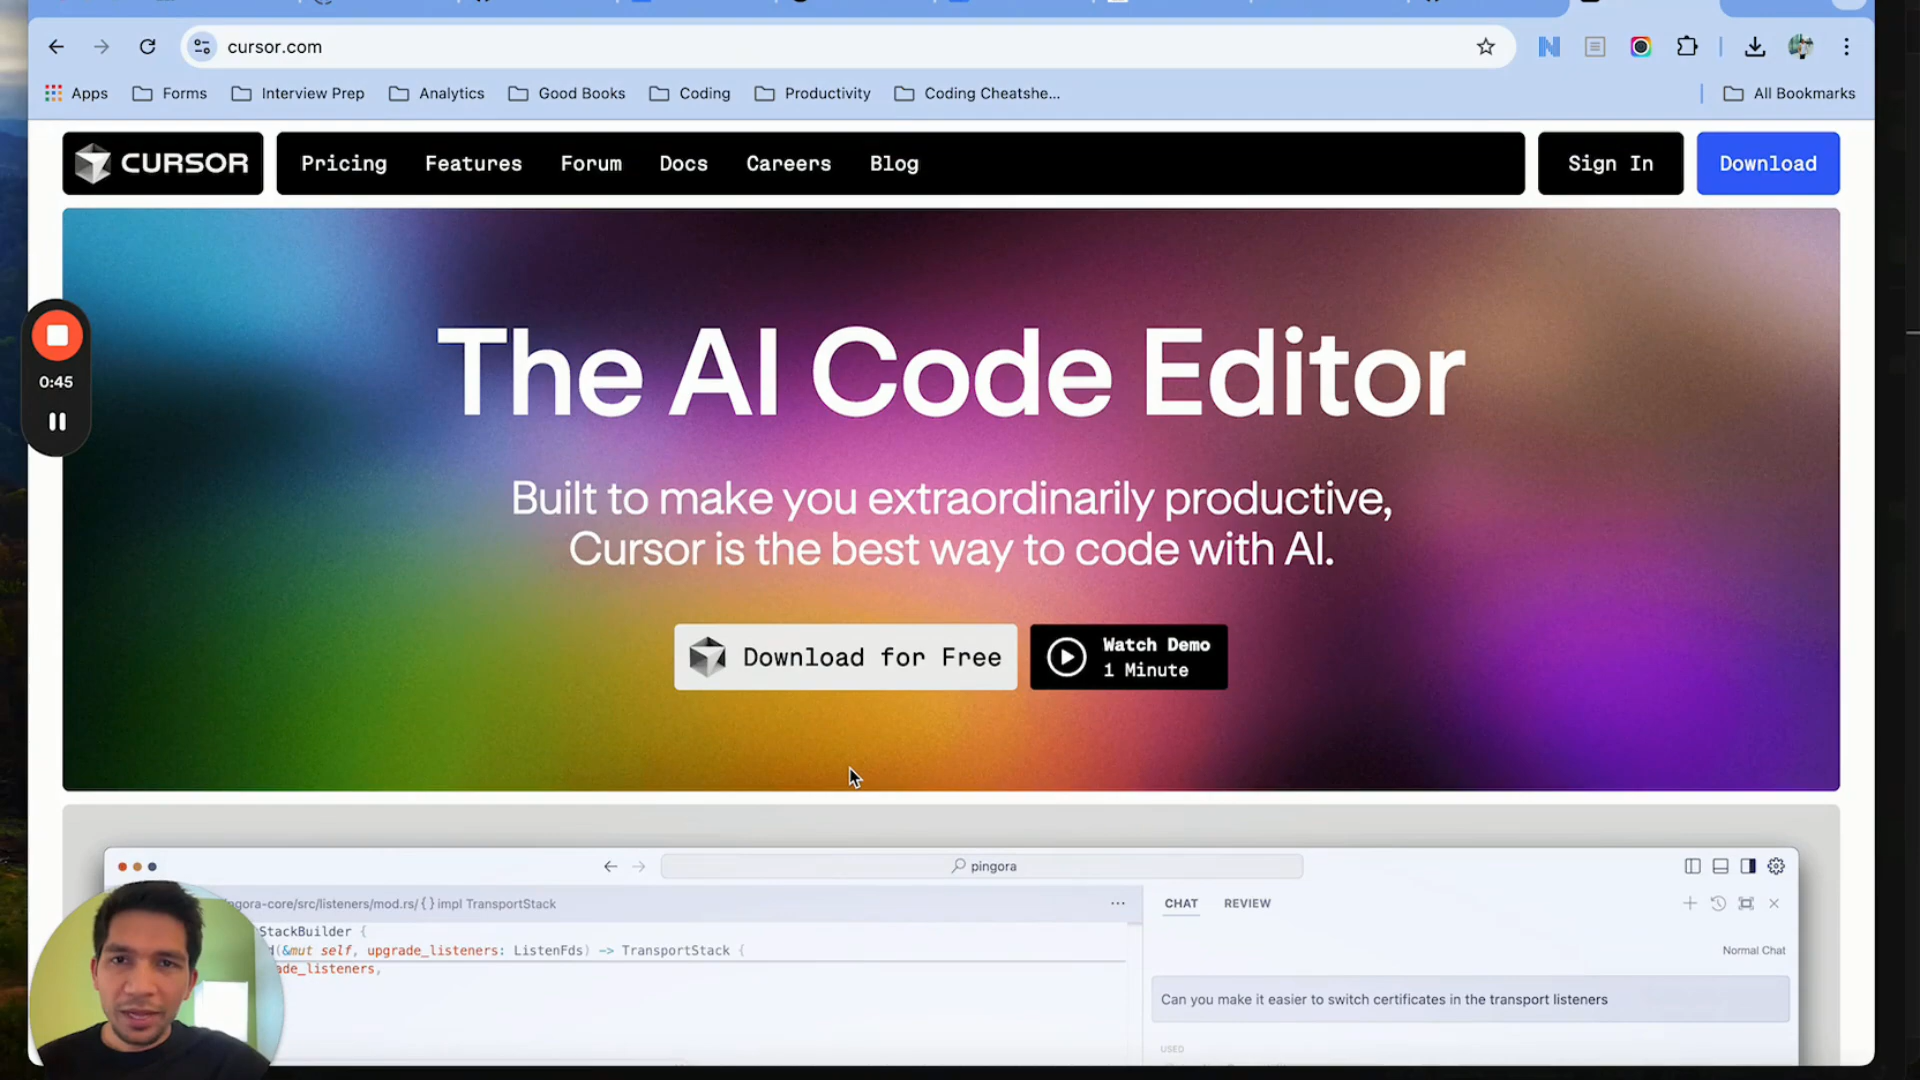 cursor.com
Apps Forms Interview Prep Analytics Good Books Coding Productivity Coding Cheatshe... All Bookmarks
CURSOR Pricing Features Forum Docs Careers Blog Sign In Download
0:45
The AI Code Editor
Built to make you extraordinarily productive,
Cursor is the best way to code with AI.
Download for Free
Watch Demo
1 Minute
pingora
ngora-core/src/listeners/mod.rs/ {} impl TransportStack ...
CHAT REVIEW
StackBuilder {
(&mut self, upgrade_listeners: ListenFds) -> TransportStack {
ade_listeners,
Normal Chat
Can you make it easier to switch certificates in the transport listeners
USED